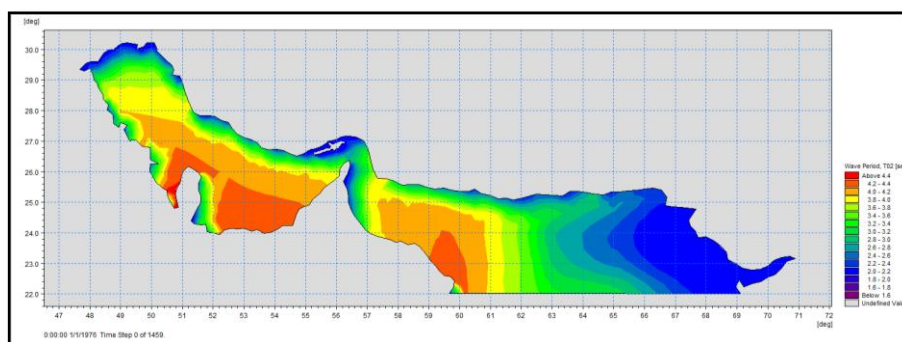 [deg]
30.0
29.0
28.0
27.0
26.0
25.0
24.0
23.0
22.0
47 48 49 50 51 52 53 54 55 56 57 58 59 60 61 62 63 64 65 66 67 68 69 70 71 72
[deg]
0:00:00 1/1/1976 Time Step 0 of 1459.
Wave Period, T02 [se
Above 4.4
4.2 - 4.4
4.0 - 4.2
3.8 - 4.0
3.6 - 3.8
3.4 - 3.6
3.2 - 3.4
3.0 - 3.2
2.8 - 3.0
2.6 - 2.8
2.4 - 2.6
2.2 - 2.4
2.0 - 2.2
1.8 - 2.0
1.6 - 1.8
Below 1.6
Undefined Valu